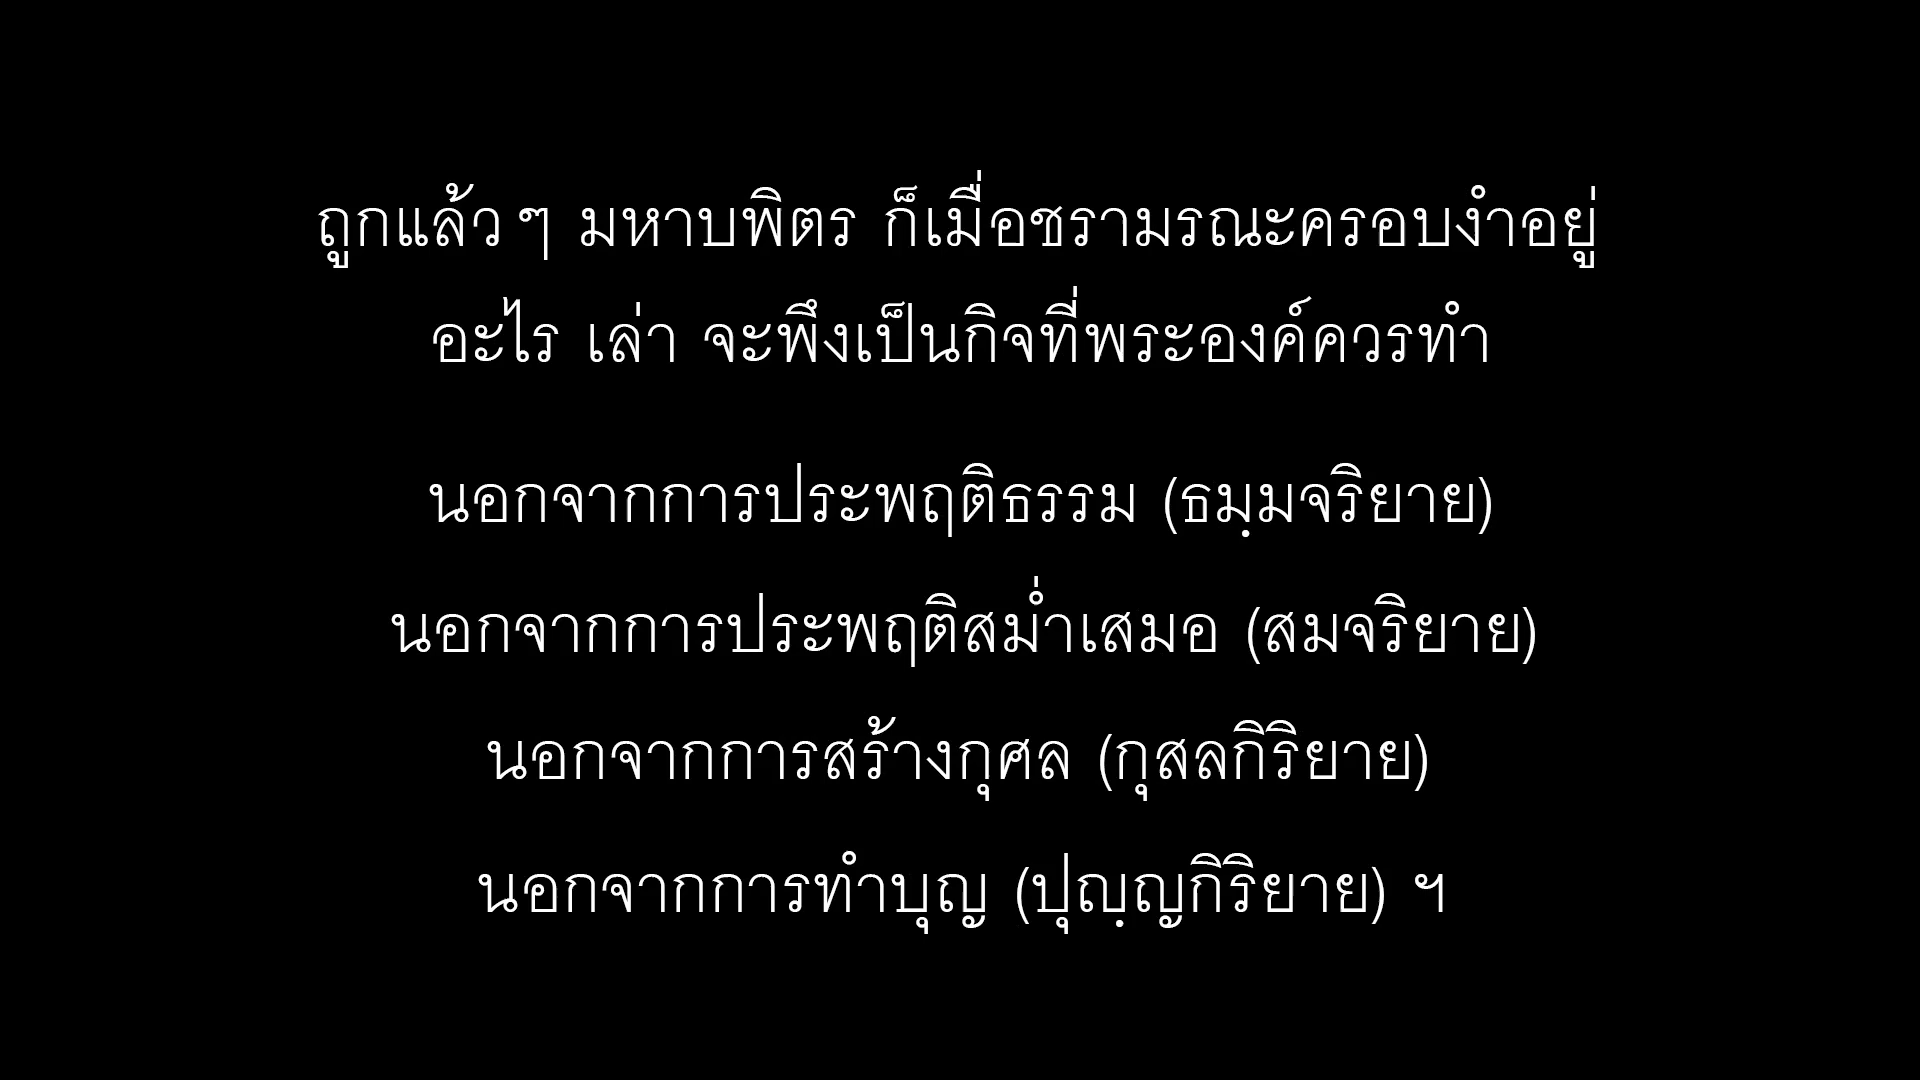 ถูกแล้ว ๆ มหาบพิตร ก็เมื่อชรามรณะครอบงำอยู่
อะไร เล่า จะพึงเป็นกิจที่พระองค์ควรทำ
นอกจากการประพฤติธรรม (ธมฺมจริยาย)
นอกจากการประพฤติสม่ำเสมอ (สมจริยาย)
นอกจากการสร้างกุศล (กุสลกิริยาย)
นอกจากการทำบุญ (ปุญฺญกิริยาย) ฯ